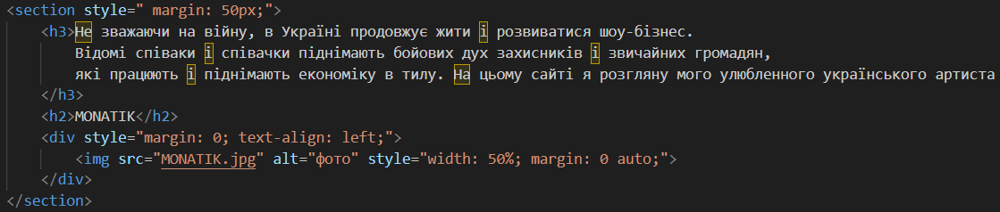 <section style=" margin: 50px;">
<h3>Не зважаючи на війну, в Україні продовжує жити і розвиватися шоу-бізнес.
Відомі співаки і співачки піднімають бойових дух захисників і звичайних громадян,
які працюють і піднімають економіку в тилу. На цьому сайті я розгляну мого улюбленного українського артиста
</h3>
<h2>MONATIK</h2>
<div style="margin: 0; text-align: left;">
<img src="MONATIK.jpg" alt="фото" style="width: 50%; margin: 0 auto;">
</div>
</section>